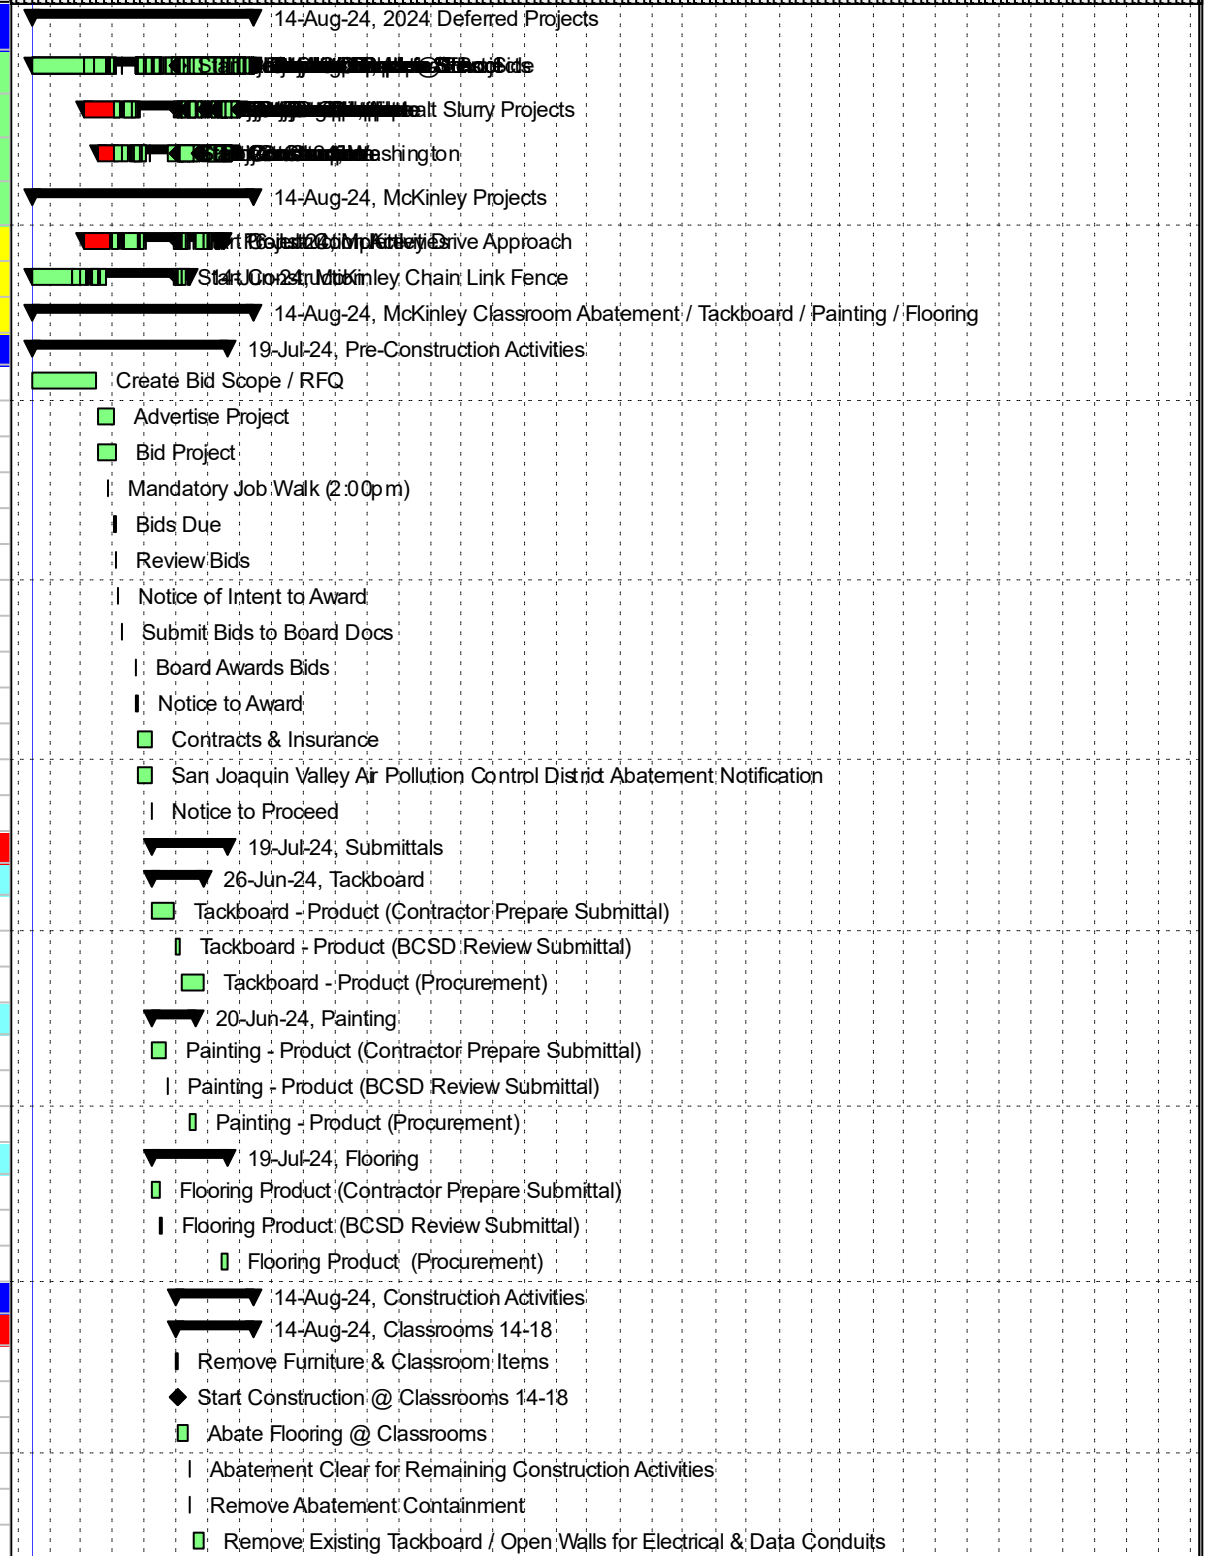 14-Aug-24, 2024 Deferred Projects
Slurry Projects
14-Aug-24, McKinley Projects
Drive Approach
McKinley Chain Link Fence
14-Aug-24, McKinley Classroom Abatement / Tackboard / Painting / Flooring
19-Jul-24, Pre-Construction Activities
Create Bid Scope / RFQ
Advertise Project
Bid Project
Mandatory Job Walk (2:00pm)
Bids Due
Review Bids
Notice of Intent to Award
Submit Bids to Board Docs
Board Awards Bids
Notice to Award
Contracts & Insurance
San Joaquin Valley Air Pollution Control District Abatement Notification
Notice to Proceed
19-Jul-24, Submittals
26-Jun-24, Tackboard
Tackboard - Product (Contractor Prepare Submittal)
Tackboard - Product (BCSD Review Submittal)
Tackboard - Product (Procurement)
20-Jun-24, Painting
Painting - Product (Contractor Prepare Submittal)
Painting - Product (BCSD Review Submittal)
Painting - Product (Procurement)
19-Jul-24, Flooring
Flooring Product (Contractor Prepare Submittal)
Flooring Product (BCSD Review Submittal)
Flooring Product (Procurement)
14-Aug-24, Construction Activities
14-Aug-24, Classrooms 14-18
Remove Furniture & Classroom Items
Start Construction @ Classrooms 14-18
Abate Flooring @ Classrooms
Abatement Clear for Remaining Construction Activities
Remove Abatement Containment
Remove Existing Tackboard / Open Walls for Electrical & Data Conduits